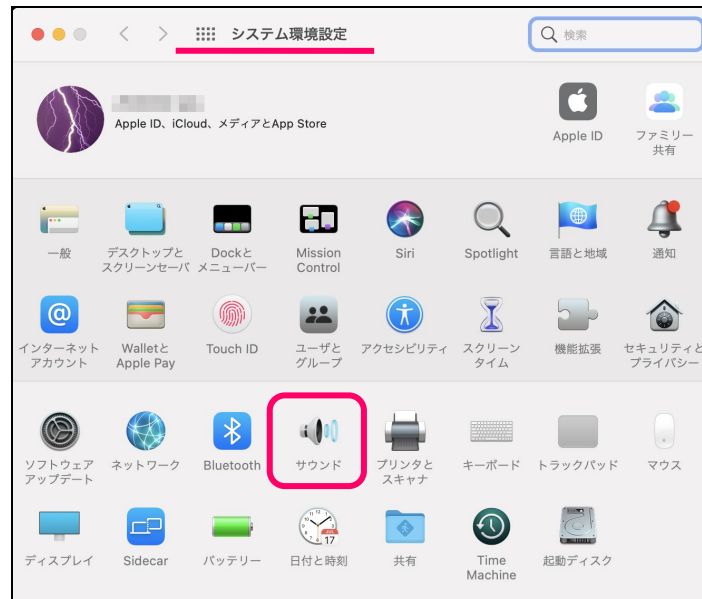 システム環境設定
検索
Apple ID、iCloud、メディアとApp Store
Apple ID
ファミリー
共有
一般
デスクトップと
スクリーンセーバ
Dockと
メニューバー
Mission
Control
Siri
Spotlight
言語と地域
通知
インターネット
アカウント
Walletと
Apple Pay
Touch ID
ユーザと
グループ
アクセシビリティ
スクリーン
タイム
機能拡張
セキュリティと
プライバシー
ソフトウェア
アップデート
ネットワーク
Bluetooth
サウンド
プリンタと
スキャナ
キーボード
トラックパッド
マウス
ディスプレイ
Sidecar
バッテリー
17
日付と時刻
共有
Time
Machine
起動ディスク